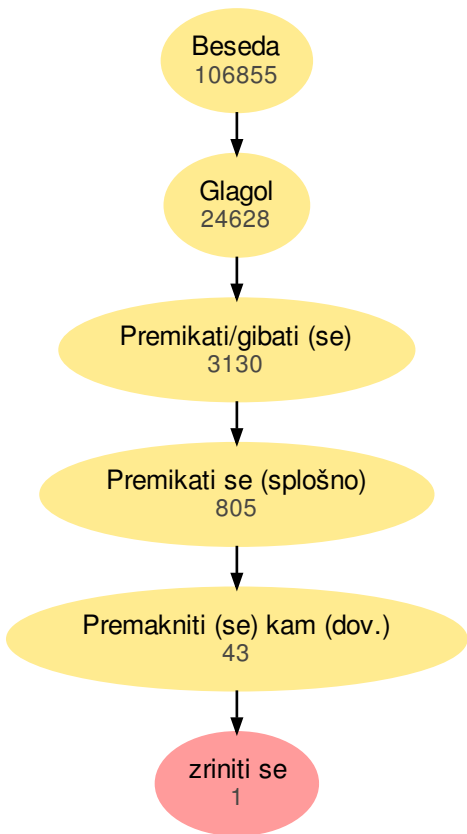 Beseda
106855
Glagol
24628
Premikati/gibati (se)
3130
Premikati se (splošno)
805
Premakniti (se) kam (dov.)
43
zriniti se
1